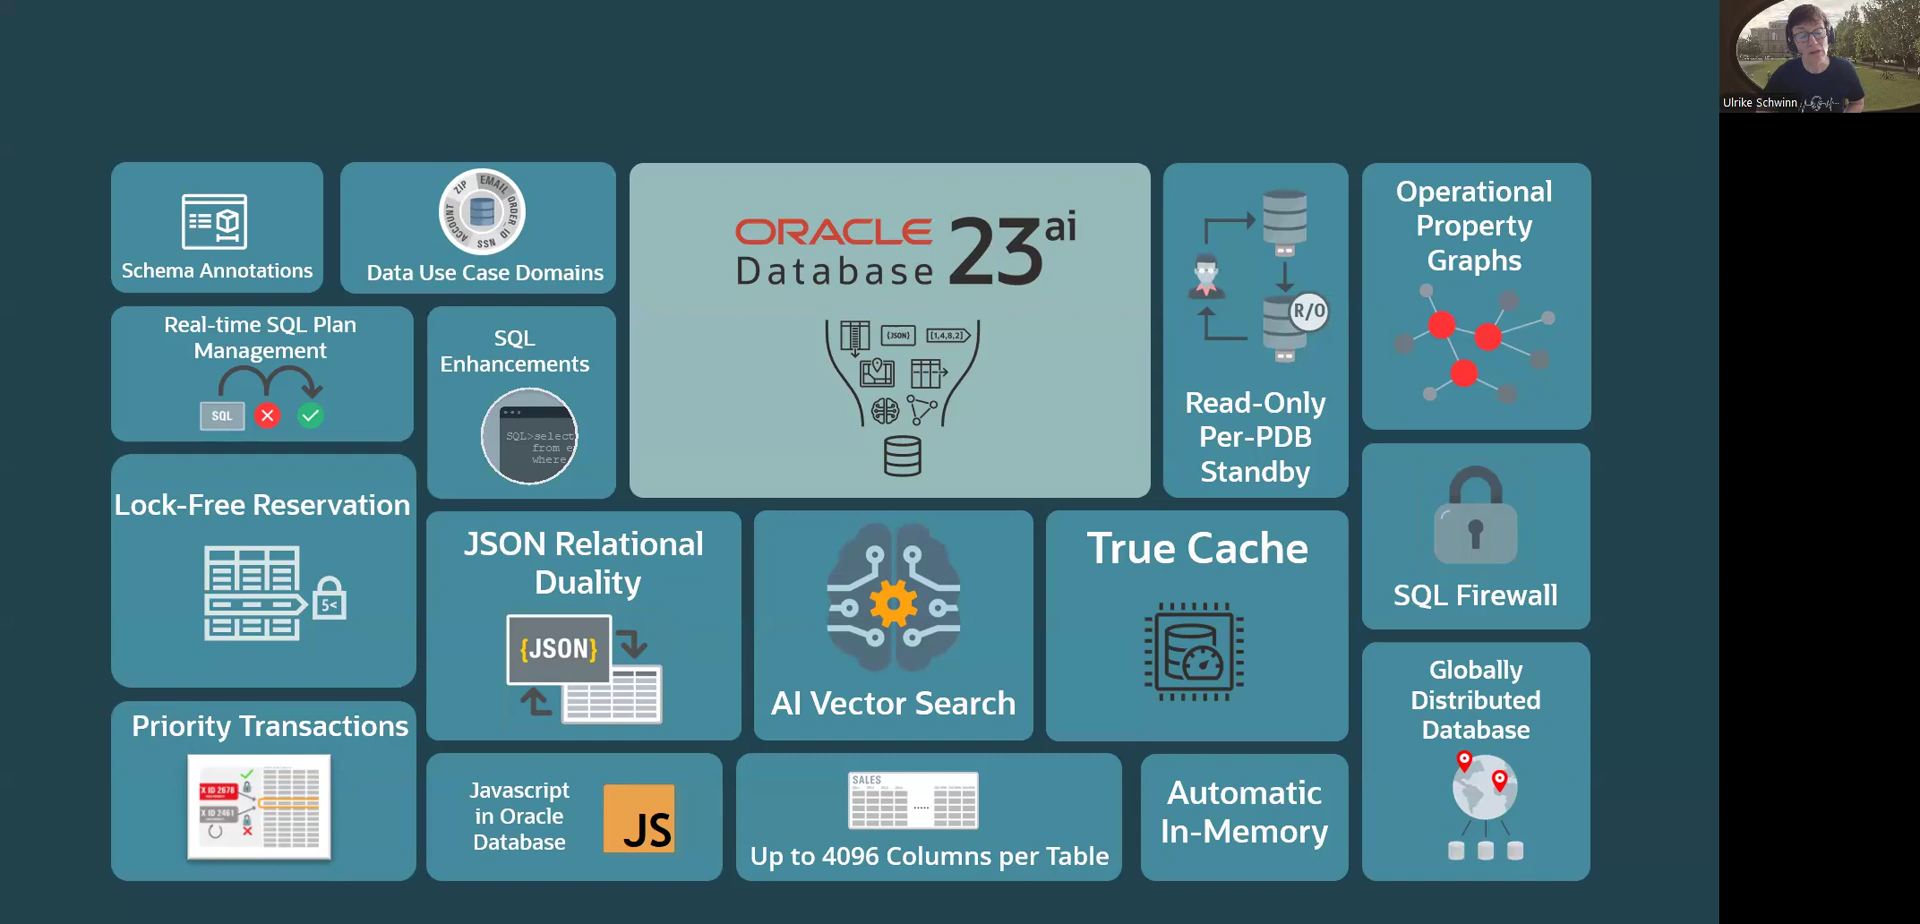 Ulrike Schwinn
Schema Annotations
ZIP EMAIL ORDER ID SSN ACCOUNT
Data Use Case Domains
Real-time SQL Plan
Management
SQL
SQL
Enhancements
SQL>select
from e
where
ORACLE
Database 23ai
{JSON}
[1,4,8,2]
R/O
Read-Only
Per-PDB
Standby
Operational
Property
Graphs
Lock-Free Reservation
5<
JSON Relational
Duality
{JSON}
AI Vector Search
True Cache
SQL Firewall
Priority Transactions
X ID 2678
X ID 2461
Javascript
in Oracle
Database
JS
SALES
.....
Up to 4096 Columns per Table
Automatic
In-Memory
Globally
Distributed
Database